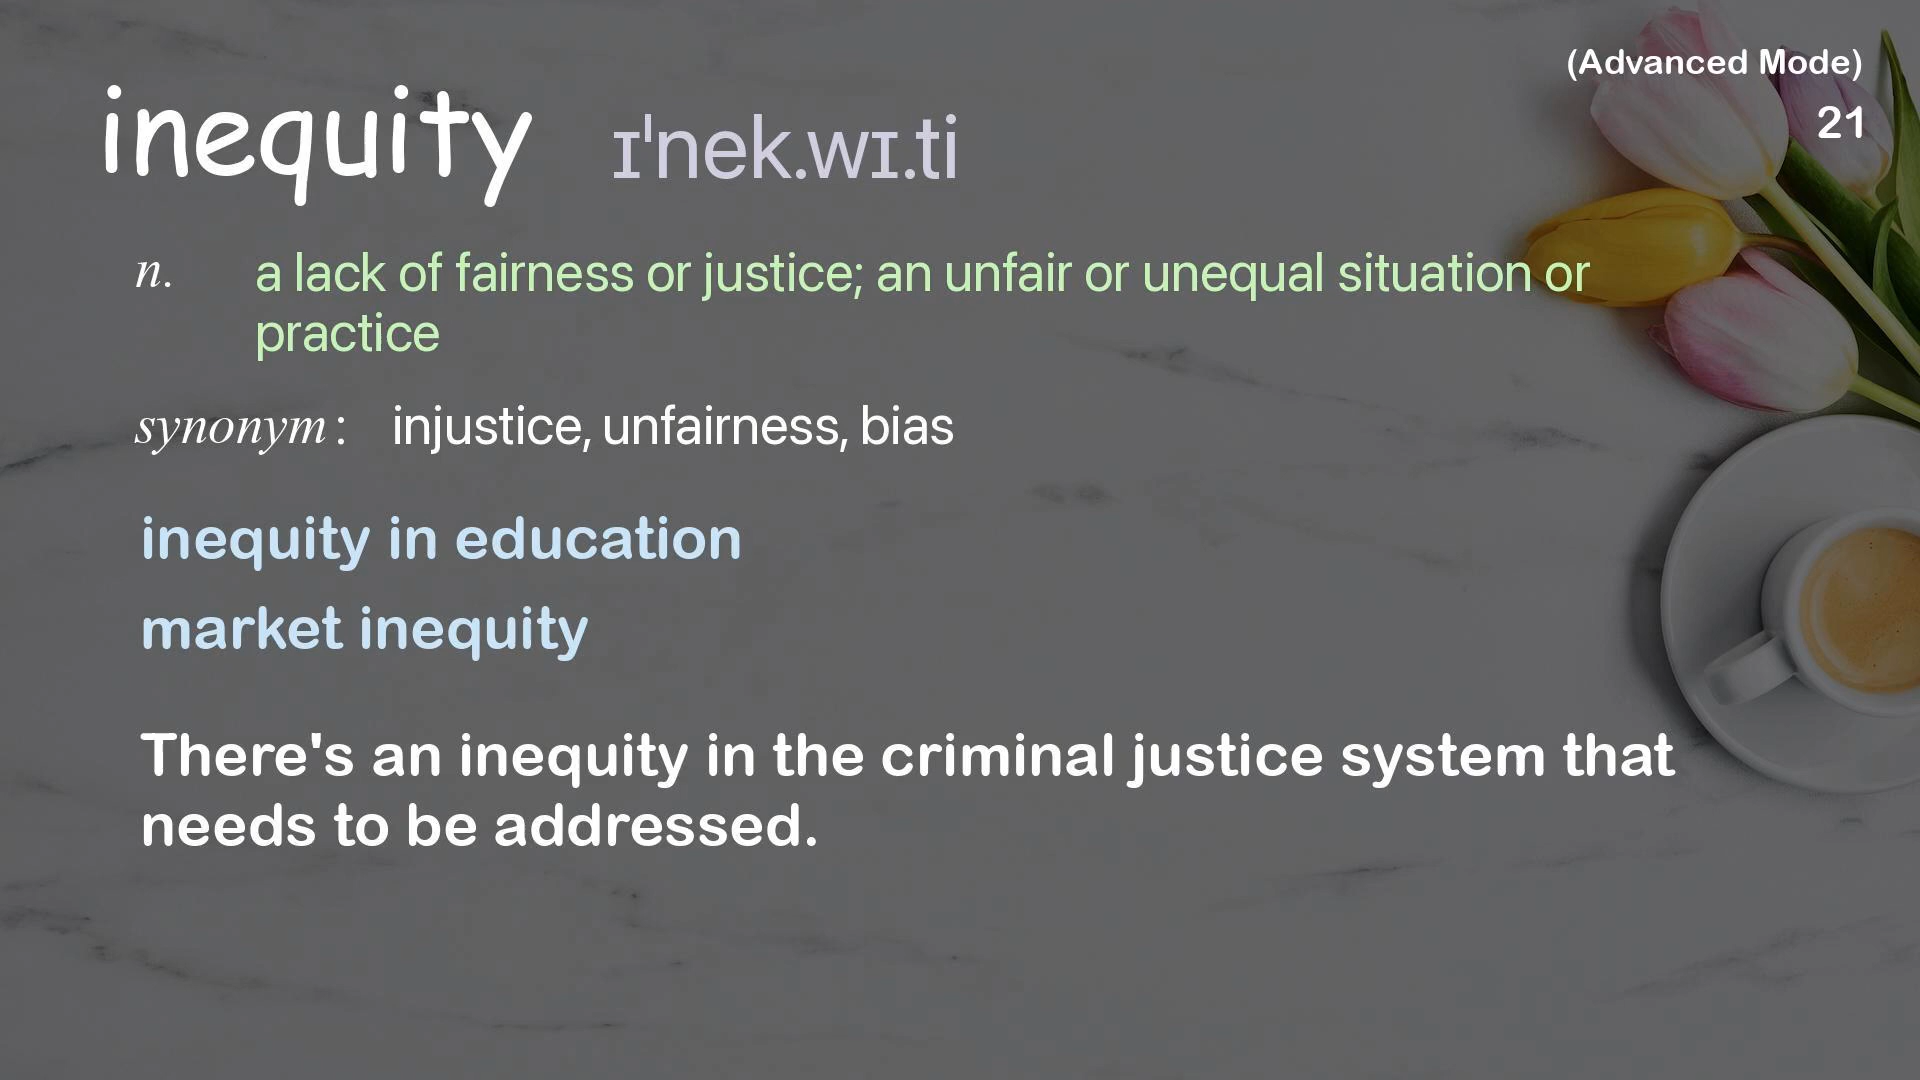 (Advanced Mode)
inequity ɪˈnek.wɪ.ti
21
n. a lack of fairness or justice; an unfair or unequal situation or
practice
synonym: injustice, unfairness, bias
inequity in education
market inequity
There's an inequity in the criminal justice system that
needs to be addressed.